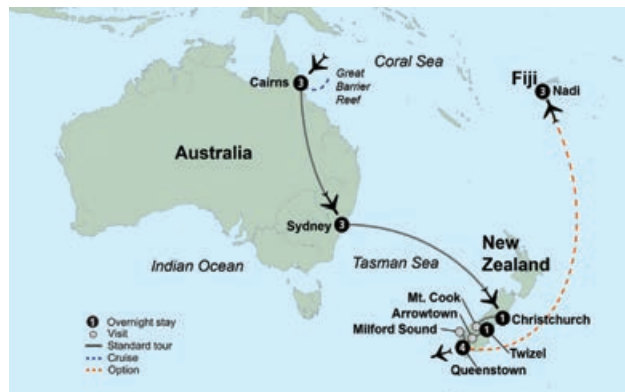 Coral Sea
Cairns 3
Great
Barrier
Reef
Fiji
3 Nadi
Australia
Sydney 3
Indian Ocean
Tasman Sea
New
Zealand
Mt. Cook
Arrowtown
Milford Sound
1 Christchurch
1
Twizel
4
Queenstown
1 Overnight stay
Visit
Standard tour
Cruise
Option